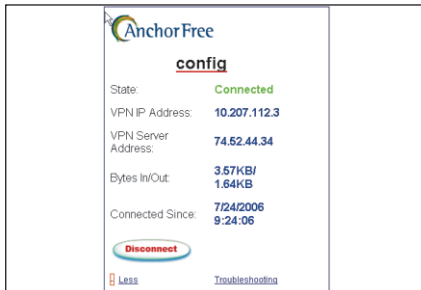 AnchorFree
config
State: Connected
VPN IP Address: 10.207.112.3
VPN Server Address: 74.52.44.34
Bytes In/Out: 3.57KB/ 1.64KB
Connected Since: 7/24/2006 9:24:06
Disconnect
Less Troubleshooting